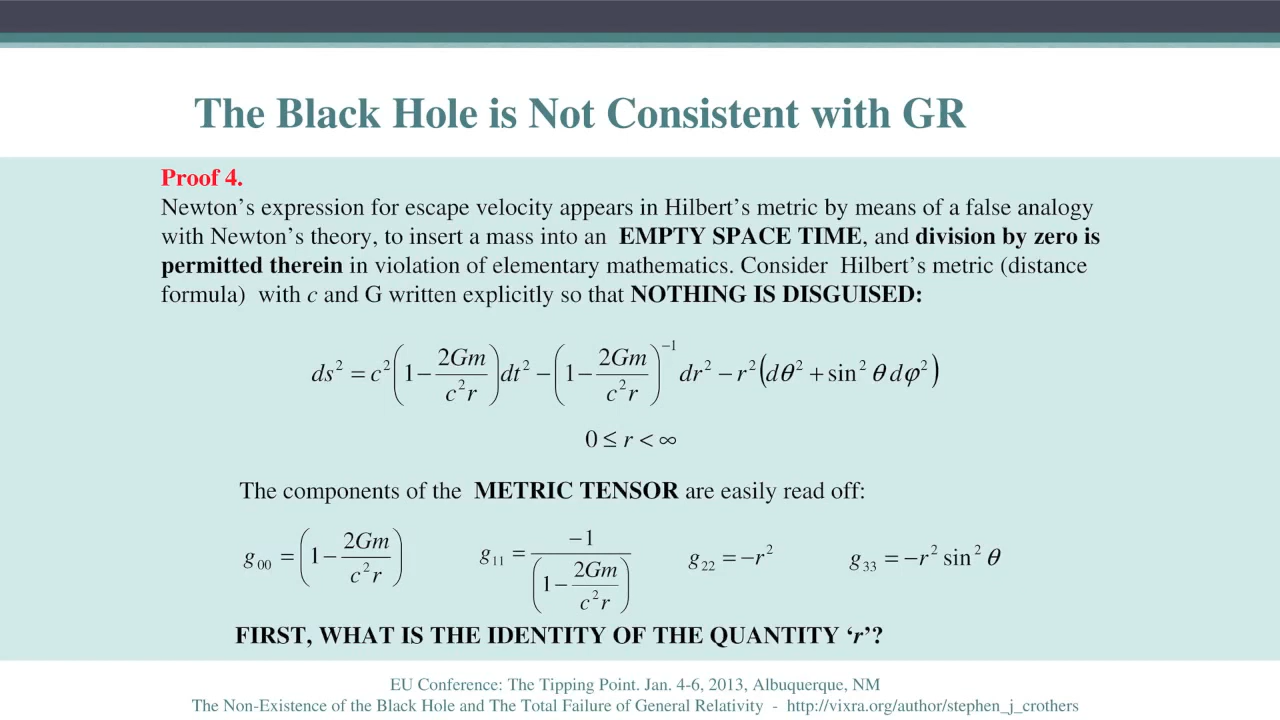 The Black Hole is Not Consistent with GR
Proof 4.
Newton's expression for escape velocity appears in Hilbert's metric by means of a false analogy
with Newton's theory, to insert a mass into an EMPTY SPACE TIME, and division by zero is
permitted therein in violation of elementary mathematics. Consider Hilbert's metric (distance
formula) with c and G written explicitly so that NOTHING IS DISGUISED:
ds² = c²(1 − 2Gm/c²r)dt² − (1 − 2Gm/c²r)⁻¹ dr² − r²(dθ² + sin² θ dφ²)
0 ≤ r < ∞
The components of the METRIC TENSOR are easily read off:
g₀₀ = (1 − 2Gm/c²r) g₁₁ = −1/(1 − 2Gm/c²r) g₂₂ = −r² g₃₃ = −r² sin² θ
FIRST, WHAT IS THE IDENTITY OF THE QUANTITY ‘r’?
EU Conference: The Tipping Point. Jan. 4-6, 2013, Albuquerque, NM
The Non-Existence of the Black Hole and The Total Failure of General Relativity - http://vixra.org/author/stephen_j_crothers